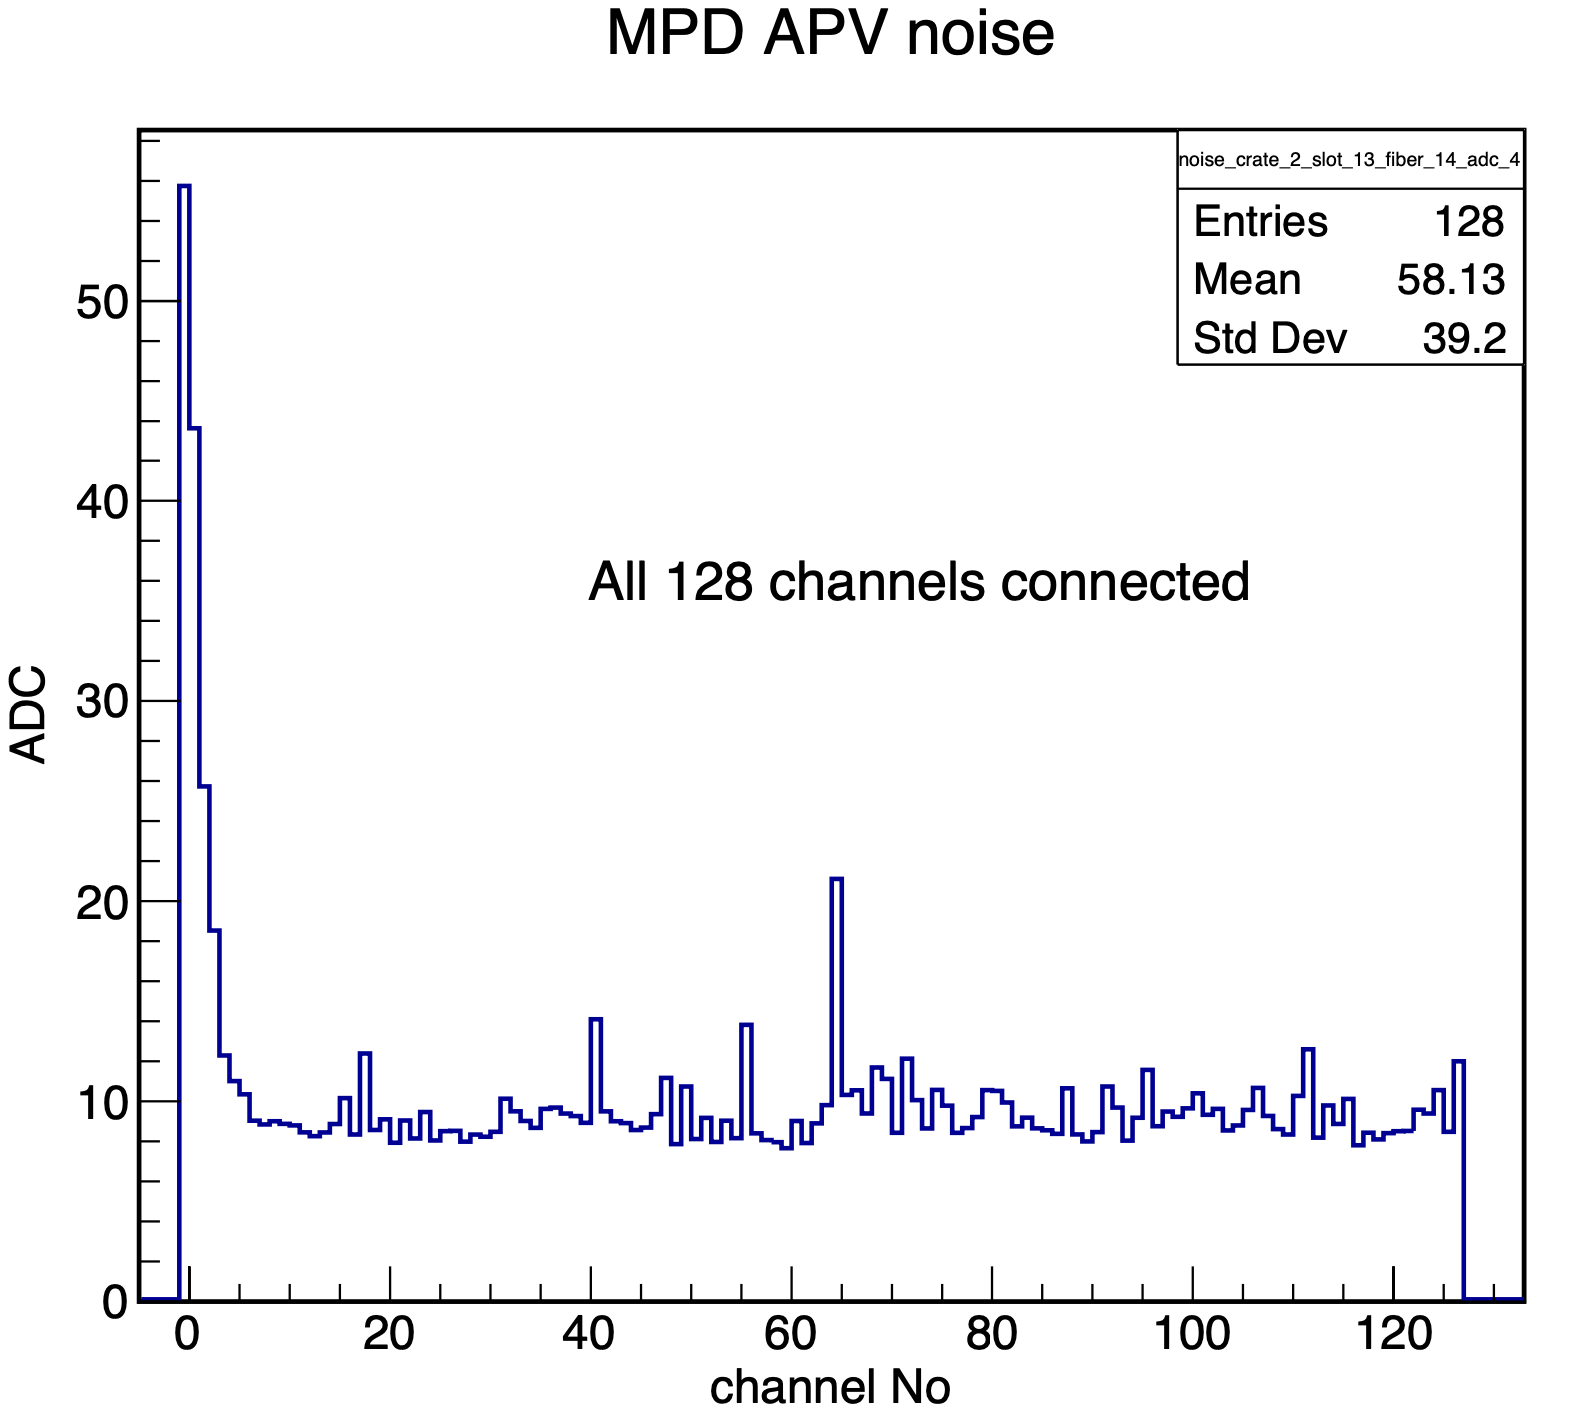 MPD APV noise
noise_crate_2_slot_13_fiber_14_adc_4
Entries 128
Mean 58.13
Std Dev 39.2
All 128 channels connected
ADC
50
40
30
20
10
0
0 20 40 60 80 100 120
channel No